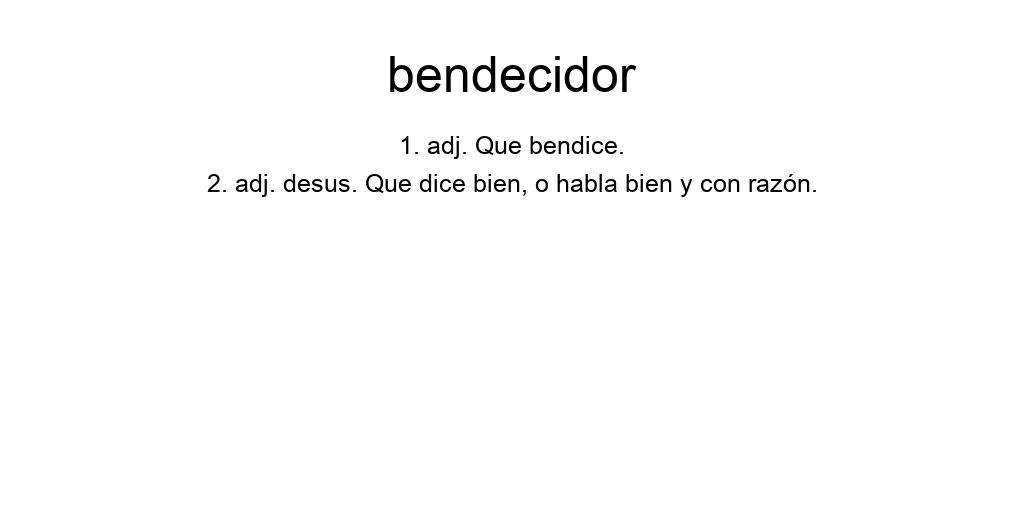 bendecidor
1. adj. Que bendice.
2. adj. desus. Que dice bien, o habla bien y con razón.